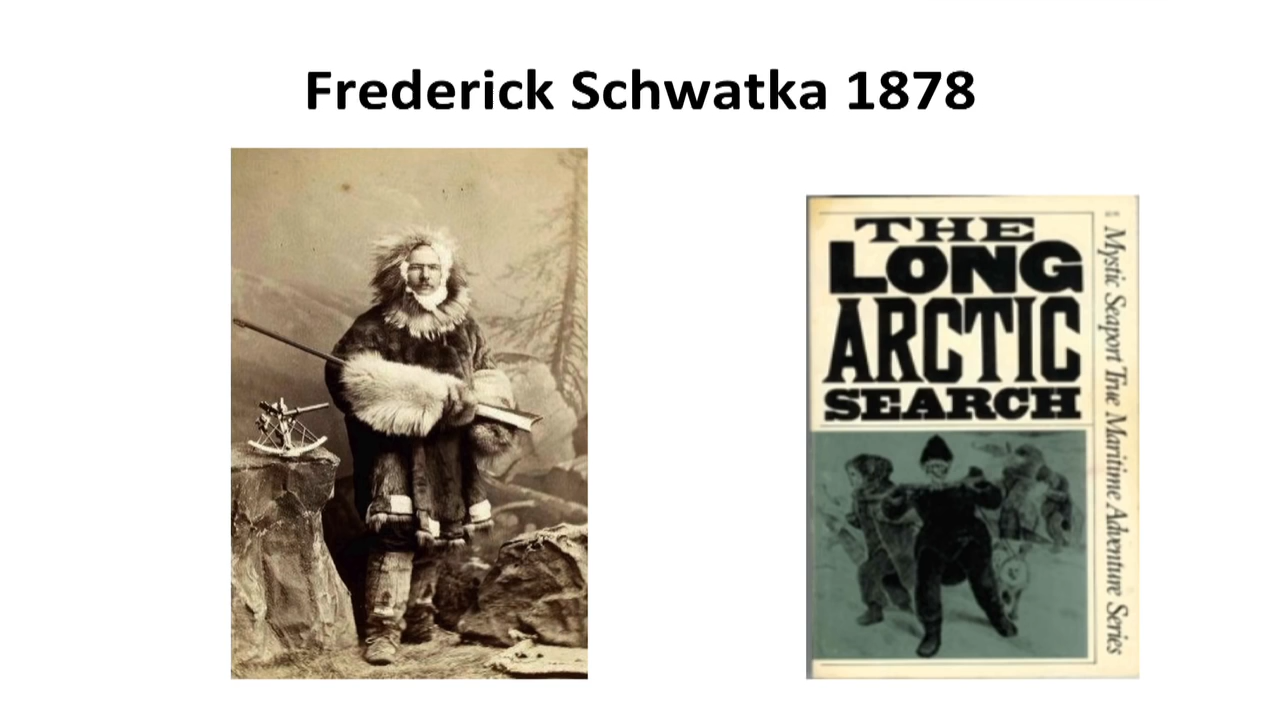 Frederick Schwatka 1878
THE
LONG
ARCTIC
SEARCH
Mystic Seaport True Maritime Adventure Series